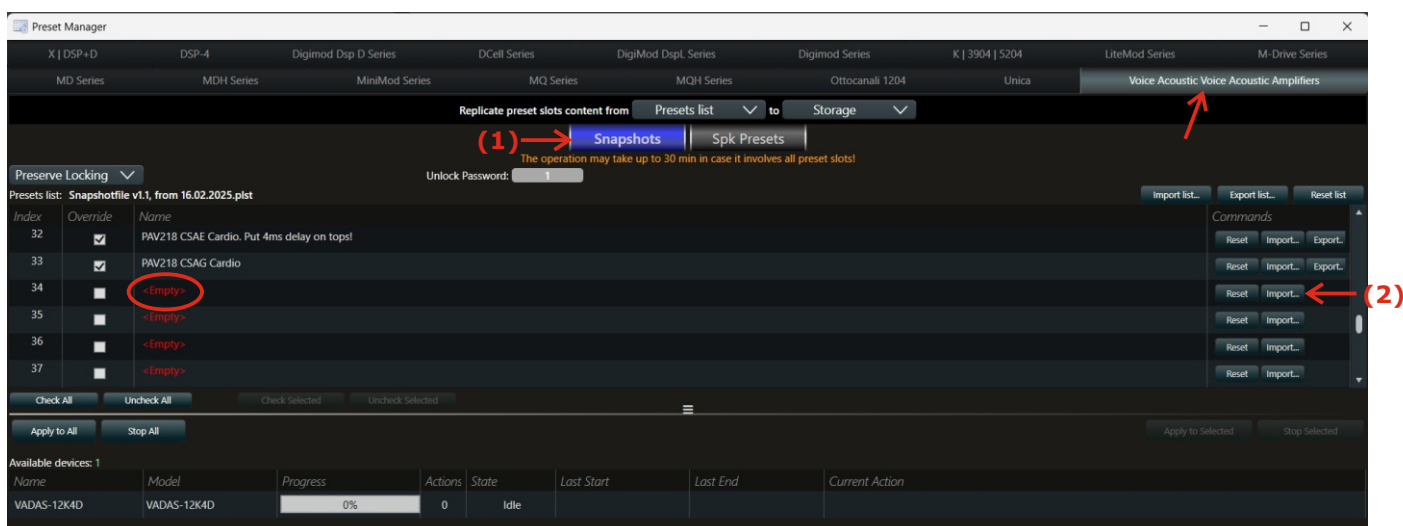 Preset Manager
X | DSP+D DSP-4 Digimod Dsp D Series DCell Series DigiMod DspL Series Digimod Series K | 3904 | 5204 LiteMod Series M-Drive Series
MD Series MDH Series MiniMod Series MQ Series MQH Series Ottocanali 1204 Unica Voice Acoustic Voice Acoustic Amplifiers
Replicate preset slots content from Presets list to Storage
(1) Snapshots Spk Presets
The operation may take up to 30 min in case it involves all preset slots!
Preserve Locking Unlock Password: 1
Presets list: Snapshotfile v1.1, from 16.02.2025.plst Import list... Export list... Reset list
Index Override Name Commands
32 PAV218 CSAE Cardio. Put 4ms delay on tops! Reset Import... Export..
33 PAV218 CSAG Cardio Reset Import... Export..
34 <Empty> Reset Import... (2)
35 <Empty> Reset Import...
36 <Empty> Reset Import...
37 <Empty> Reset Import...
Check All Uncheck All Check Selected Uncheck Selected
Apply to All Stop All Apply to Selected Stop Selected
Available devices: 1
Name Model Progress Actions State Last Start Last End Current Action
VADAS-12K4D VADAS-12K4D 0% 0 Idle